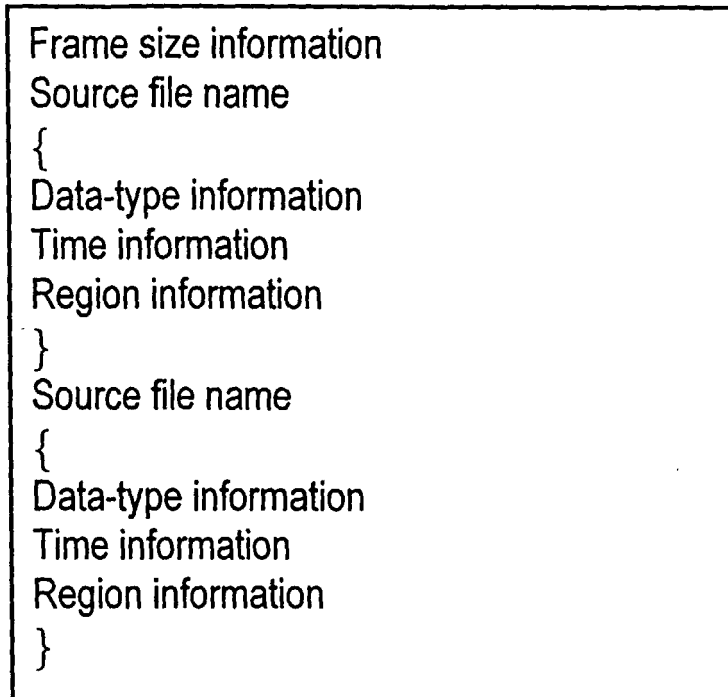 Frame size information
Source file name
{
Data-type information
Time information
Region information
}
Source file name
{
Data-type information
Time information
Region information
}